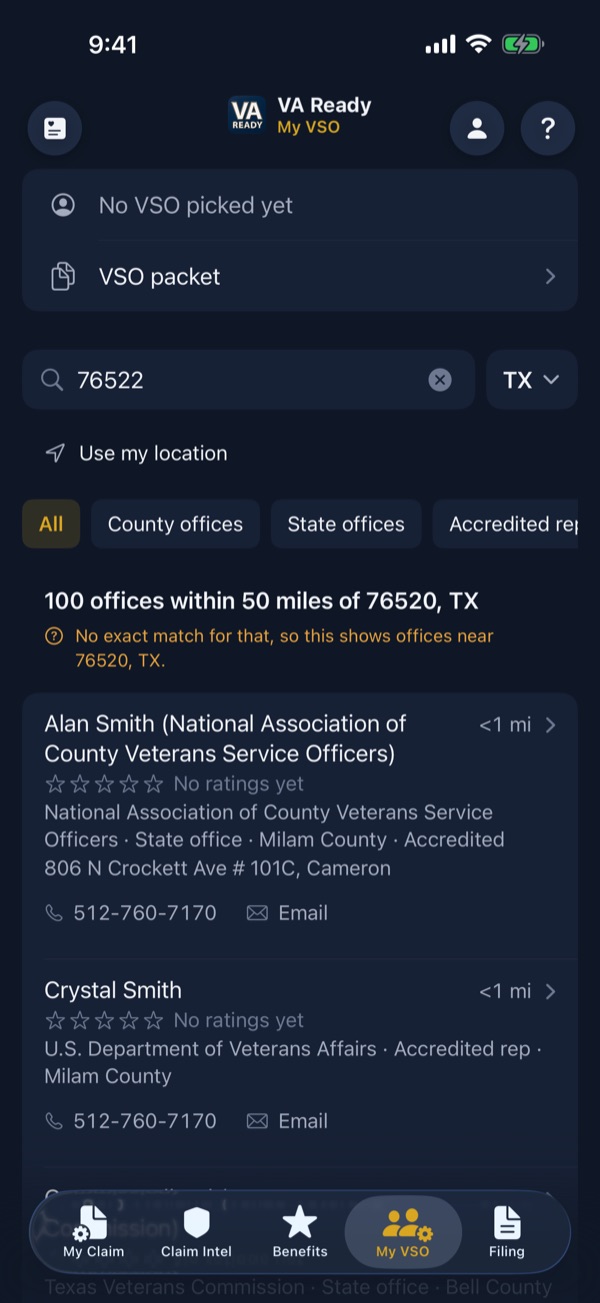 9:41
VA
READY
VA Ready
My VSO
?
No VSO picked yet
VSO packet
76522
TX
Use my location
All
County offices
State offices
Accredited rep
100 offices within 50 miles of 76520, TX
No exact match for that, so this shows offices near
76520, TX.
Alan Smith (National Association of
County Veterans Service Officers)
<1 mi
No ratings yet
National Association of County Veterans Service
Officers · State office · Milam County · Accredited
806 N Crockett Ave # 101C, Cameron
512-760-7170
Email
Crystal Smith
<1 mi
No ratings yet
U.S. Department of Veterans Affairs · Accredited rep ·
Milam County
512-760-7170
Email
My Claim
Claim Intel
Benefits
My VSO
Filing
Texas Veterans Commission · State office · Bell County